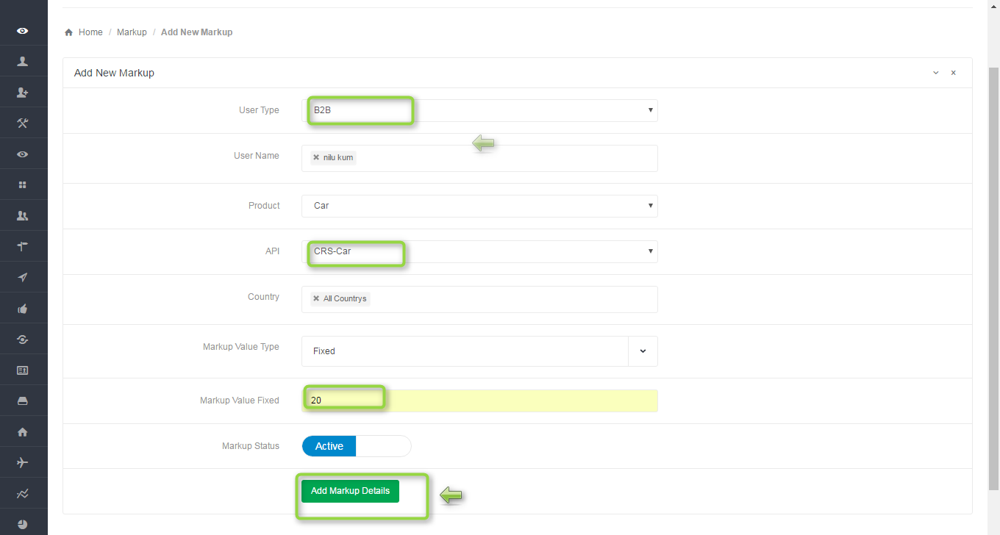 Home / Markup / Add New Markup
Add New Markup
User Type B2B
User Name × nilu kum
Product Car
API CRS-Car
Country × All Countrys
Markup Value Type Fixed
Markup Value Fixed 20
Markup Status Active
Add Markup Details